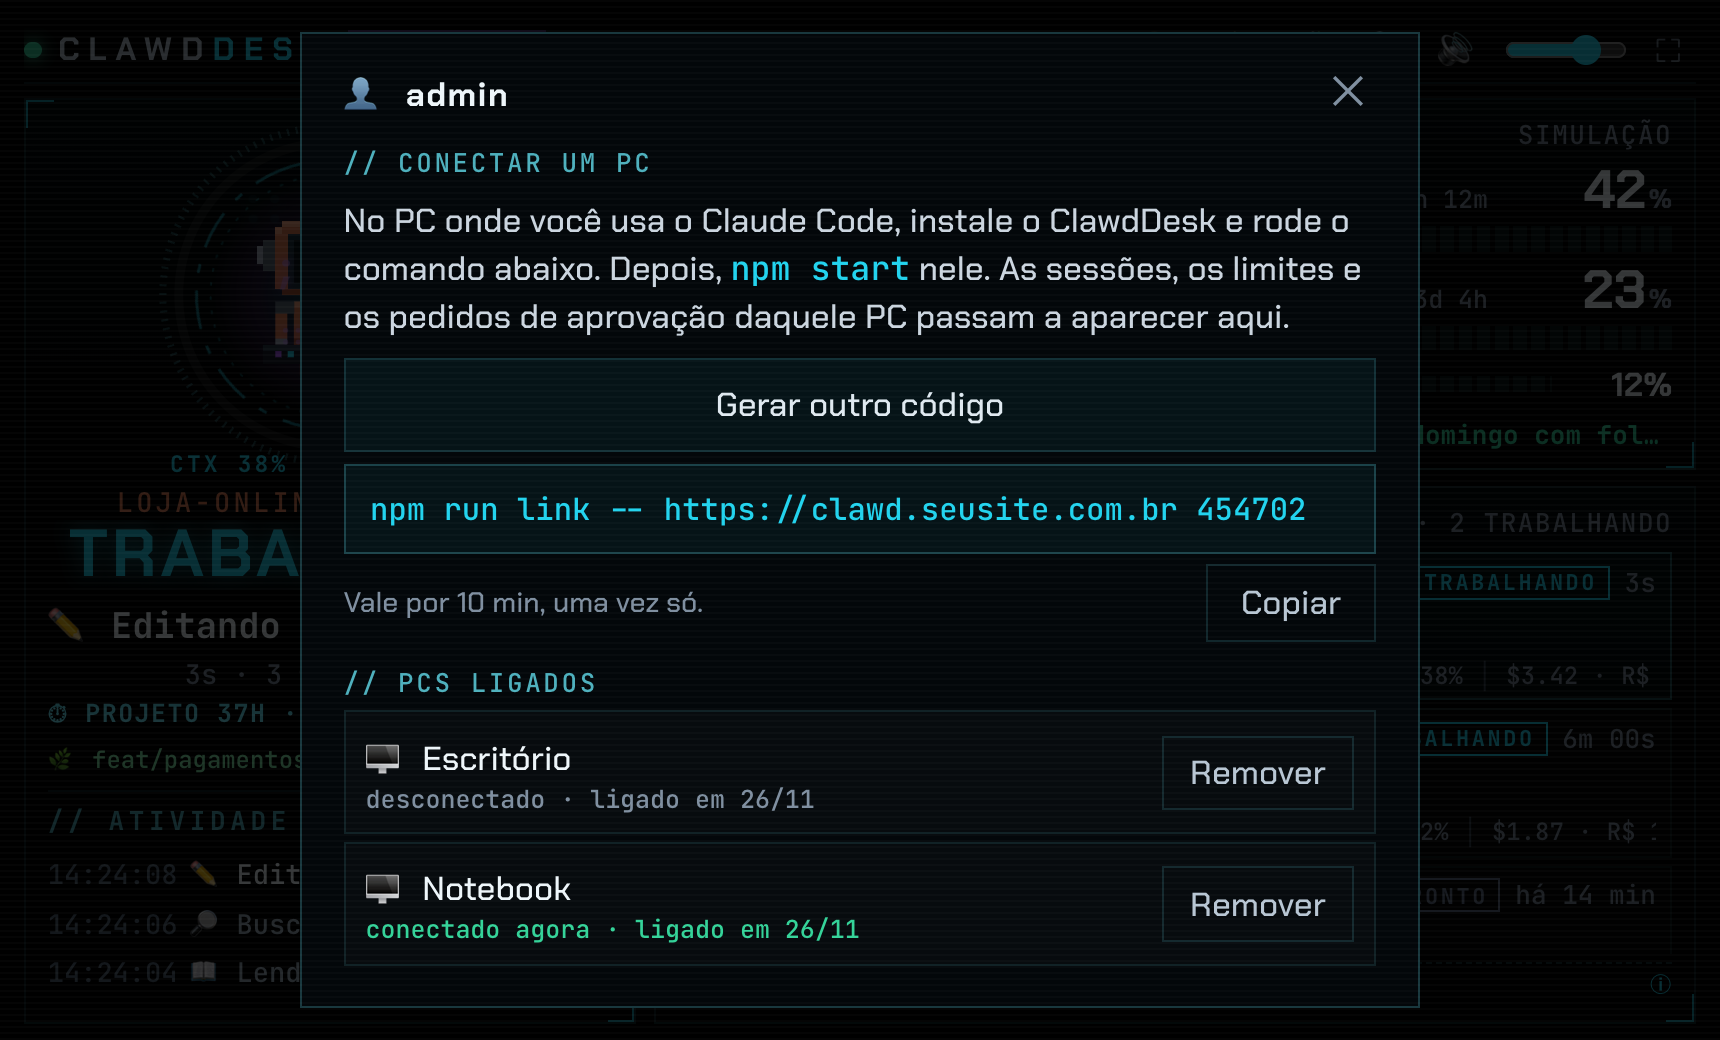 CLAWDDES
admin
// CONECTAR UM PC
No PC onde você usa o Claude Code, instale o ClawdDesk e rode o
comando abaixo. Depois, npm start nele. As sessões, os limites e
os pedidos de aprovação daquele PC passam a aparecer aqui.
Gerar outro código
npm run link -- https://clawd.seusite.com.br 454702
Vale por 10 min, uma vez só.
Copiar
// PCS LIGADOS
Escritório
desconectado · ligado em 26/11
Remover
Notebook
conectado agora · ligado em 26/11
Remover
CTX 38%
LOJA-ONLIN
TRABA
Editando
3s · 3
PROJETO 37H ·
feat/pagamentos
// ATIVIDADE
14:24:08 Edit
14:24:06 Busc
14:24:04 Lend
SIMULAÇÃO
12m 42%
3d 4h 23%
12%
domingo com fol…
· 2 TRABALHANDO
TRABALHANDO 3s
38% $3.42 · R$
ALHANDO 6m 00s
2% $1.87 · R$
ONTO há 14 min